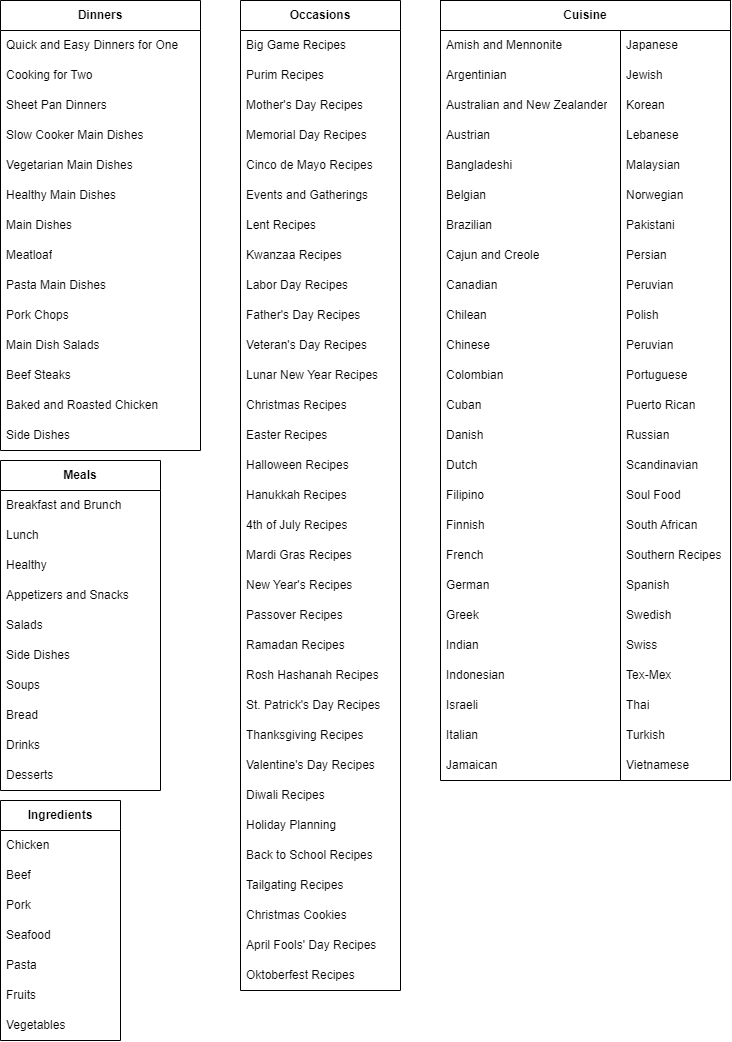 Dinners
Quick and Easy Dinners for One
Cooking for Two
Sheet Pan Dinners
Slow Cooker Main Dishes
Vegetarian Main Dishes
Healthy Main Dishes
Main Dishes
Meatloaf
Pasta Main Dishes
Pork Chops
Main Dish Salads
Beef Steaks
Baked and Roasted Chicken
Side Dishes
Meals
Breakfast and Brunch
Lunch
Healthy
Appetizers and Snacks
Salads
Side Dishes
Soups
Bread
Drinks
Desserts
Ingredients
Chicken
Beef
Pork
Seafood
Pasta
Fruits
Vegetables
Occasions
Big Game Recipes
Purim Recipes
Mother's Day Recipes
Memorial Day Recipes
Cinco de Mayo Recipes
Events and Gatherings
Lent Recipes
Kwanzaa Recipes
Labor Day Recipes
Father's Day Recipes
Veteran's Day Recipes
Lunar New Year Recipes
Christmas Recipes
Easter Recipes
Halloween Recipes
Hanukkah Recipes
4th of July Recipes
Mardi Gras Recipes
New Year's Recipes
Passover Recipes
Ramadan Recipes
Rosh Hashanah Recipes
St. Patrick's Day Recipes
Thanksgiving Recipes
Valentine's Day Recipes
Diwali Recipes
Holiday Planning
Back to School Recipes
Tailgating Recipes
Christmas Cookies
April Fools' Day Recipes
Oktoberfest Recipes
Cuisine
Amish and Mennonite
Argentinian
Australian and New Zealander
Austrian
Bangladeshi
Belgian
Brazilian
Cajun and Creole
Canadian
Chilean
Chinese
Colombian
Cuban
Danish
Dutch
Filipino
Finnish
French
German
Greek
Indian
Indonesian
Israeli
Italian
Jamaican
Japanese
Jewish
Korean
Lebanese
Malaysian
Norwegian
Pakistani
Persian
Peruvian
Polish
Peruvian
Portuguese
Puerto Rican
Russian
Scandinavian
Soul Food
South African
Southern Recipes
Spanish
Swedish
Swiss
Tex-Mex
Thai
Turkish
Vietnamese